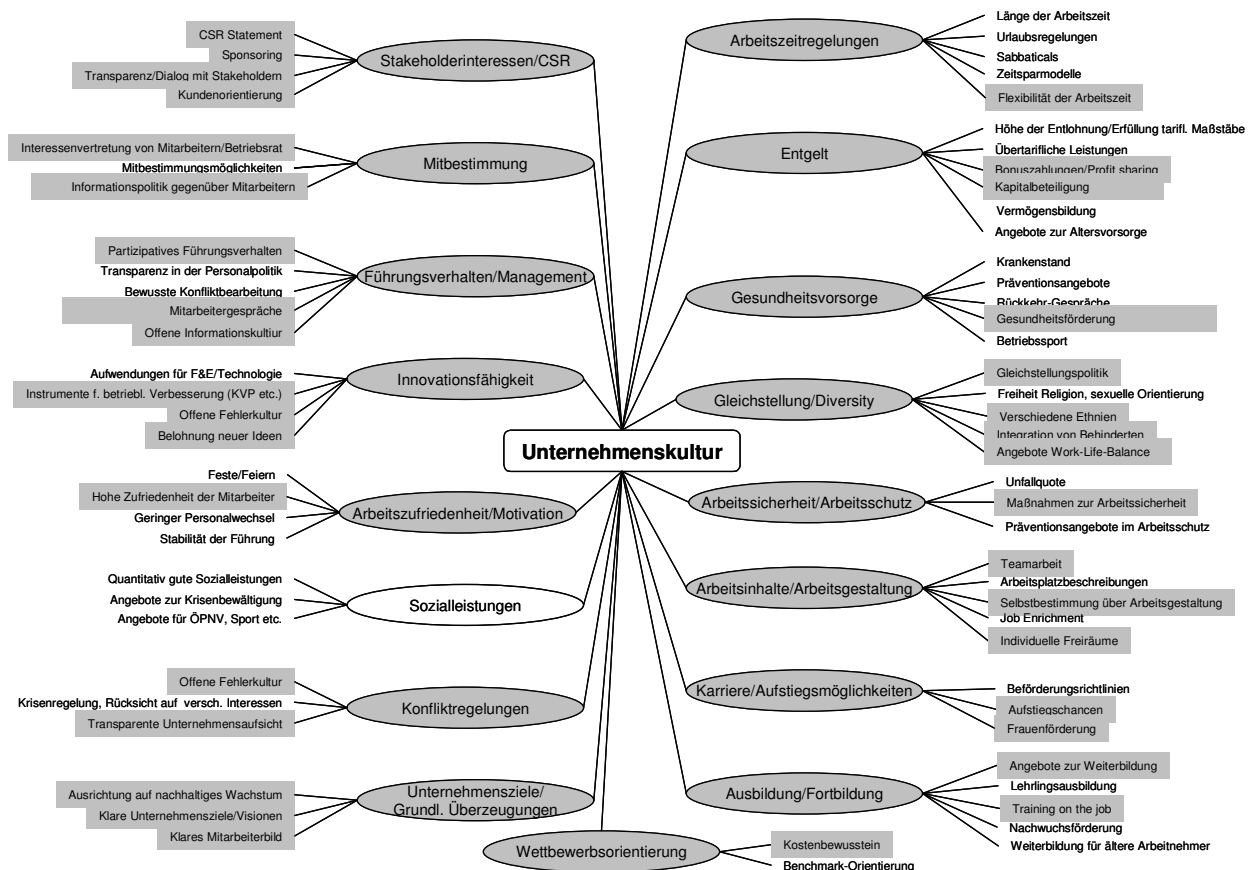 CSR Statement
Sponsoring
Transparenz/Dialog mit Stakeholdern
Kundenorientierung
Stakeholderinteressen/CSR
Interessenvertretung von Mitarbeitern/Betriebsrat
Mitbestimmungsmöglichkeiten
Informationspolitik gegenüber Mitarbeitern
Mitbestimmung
Partizipatives Führungsverhalten
Transparenz in der Personalpolitik
Bewusste Konfliktbearbeitung
Mitarbeitergespräche
Offene Informationskultiur
Führungsverhalten/Management
Aufwendungen für F&E/Technologie
Instrumente f. betriebl. Verbesserung (KVP etc.)
Offene Fehlerkultur
Belohnung neuer Ideen
Innovationsfähigkeit
Unternehmenskultur
Feste/Feiern
Hohe Zufriedenheit der Mitarbeiter
Geringer Personalwechsel
Stabilität der Führung
Arbeitszufriedenheit/Motivation
Quantitativ gute Sozialleistungen
Angebote zur Krisenbewältigung
Angebote für ÖPNV, Sport etc.
Sozialleistungen
Offene Fehlerkultur
Krisenregelung, Rücksicht auf versch. Interessen
Transparente Unternehmensaufsicht
Konfliktregelungen
Ausrichtung auf nachhaltiges Wachstum
Klare Unternehmensziele/Visionen
Klares Mitarbeiterbild
Unternehmensziele/
Grundl. Überzeugungen
Arbeitszeitregelungen
Länge der Arbeitszeit
Urlaubsregelungen
Sabbaticals
Zeitsparmodelle
Flexibilität der Arbeitszeit
Entgelt
Höhe der Entlohnung/Erfüllung tarifl. Maßstäbe
Übertarifliche Leistungen
Bonuszahlungen/Profit sharing
Kapitalbeteiligung
Vermögensbildung
Angebote zur Altersvorsorge
Gesundheitsvorsorge
Krankenstand
Präventionsangebote
Rückkehr-Gespräche
Gesundheitsförderung
Betriebssport
Gleichstellung/Diversity
Gleichstellungspolitik
Freiheit Religion, sexuelle Orientierung
Verschiedene Ethnien
Integration von Behinderten
Angebote Work-Life-Balance
Arbeitssicherheit/Arbeitsschutz
Unfallquote
Maßnahmen zur Arbeitssicherheit
Präventionsangebote im Arbeitsschutz
Arbeitsinhalte/Arbeitsgestaltung
Teamarbeit
Arbeitsplatzbeschreibungen
Selbstbestimmung über Arbeitsgestaltung
Job Enrichment
Individuelle Freiräume
Karriere/Aufstiegsmöglichkeiten
Beförderungsrichtlinien
Aufstiegschancen
Frauenförderung
Ausbildung/Fortbildung
Angebote zur Weiterbildung
Lehrlingsausbildung
Training on the job
Nachwuchsförderung
Weiterbildung für ältere Arbeitnehmer
Wettbewerbsorientierung
Kostenbewusstein
Benchmark-Orientierung